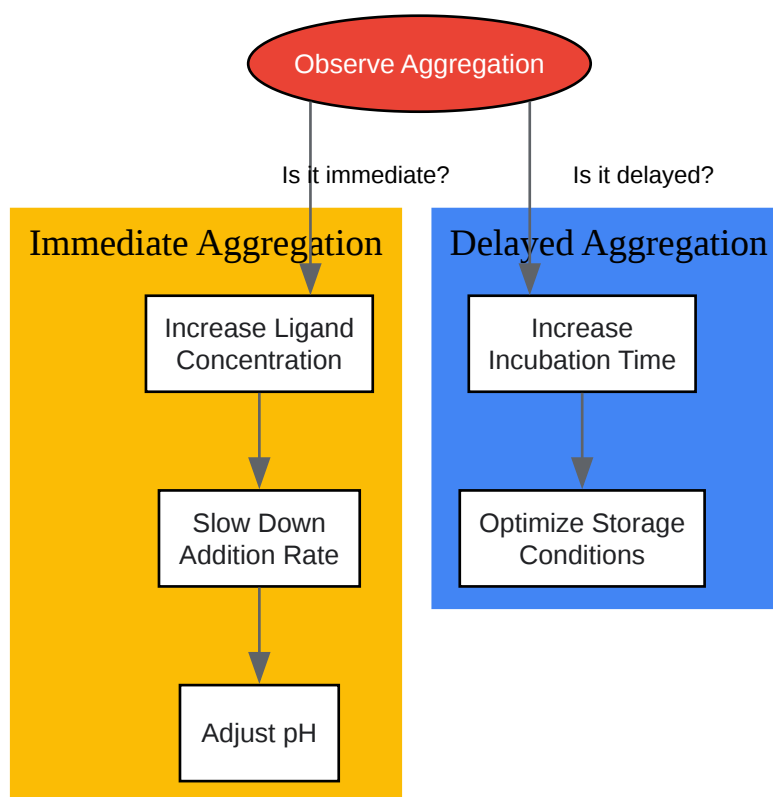 Observe Aggregation
Is it immediate?
Is it delayed?
Immediate Aggregation
Delayed Aggregation
Increase Ligand
Concentration
Increase
Incubation Time
Slow Down
Addition Rate
Optimize Storage
Conditions
Adjust pH